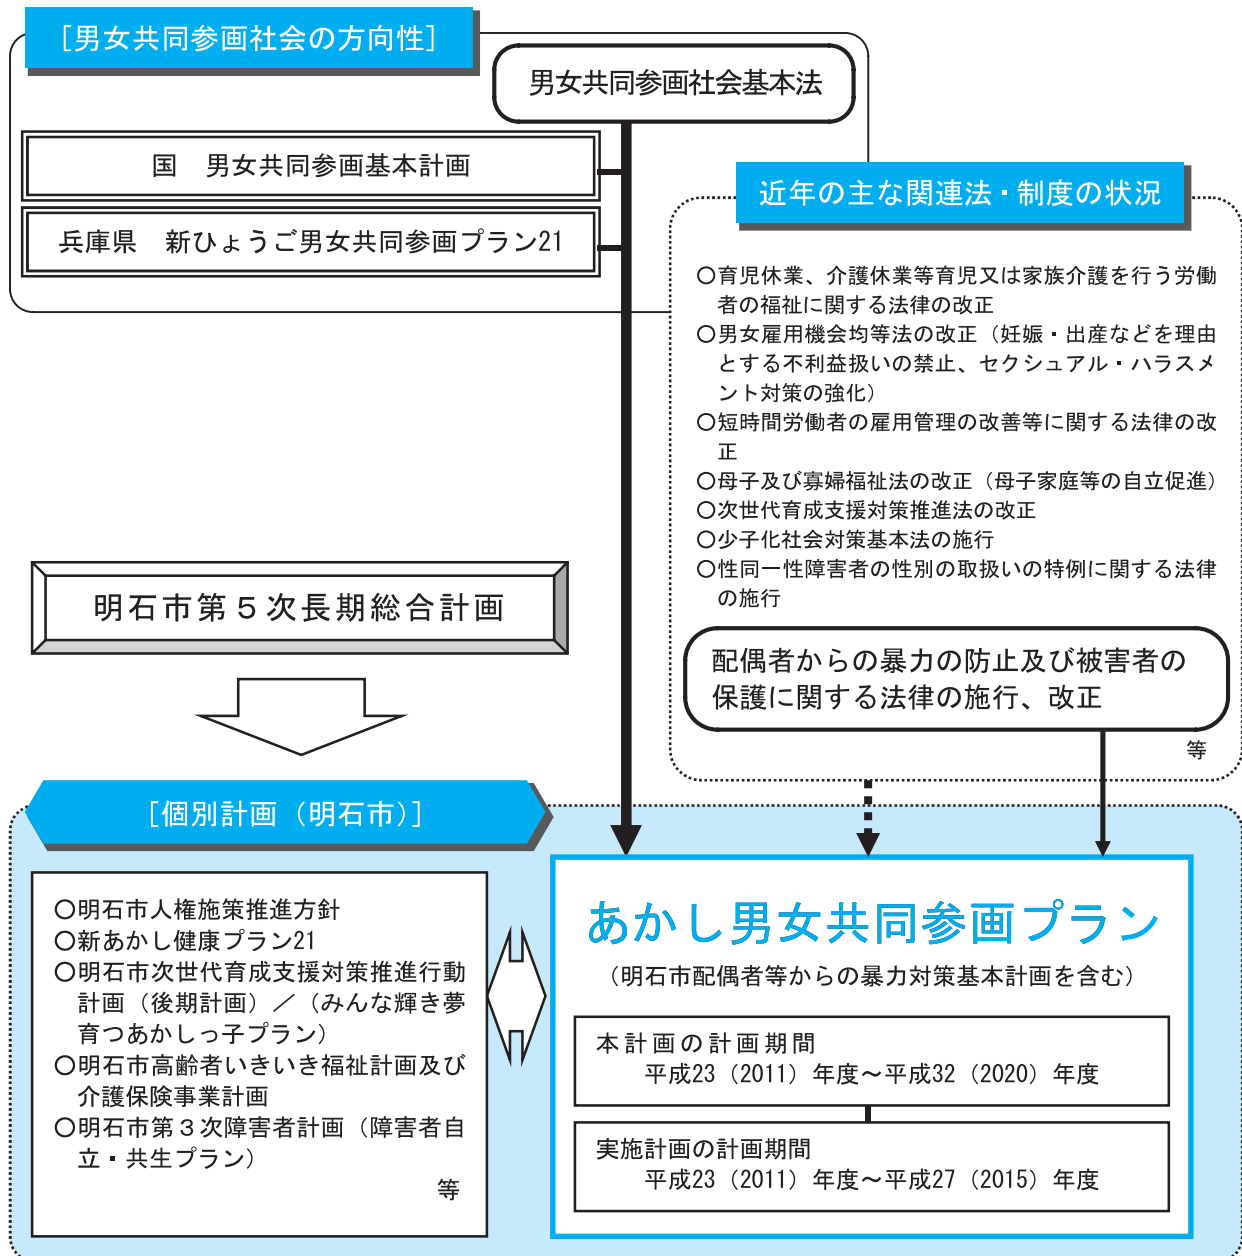 [男女共同参画社会の方向性]
男女共同参画社会基本法
国　男女共同参画基本計画
兵庫県　新ひょうご男女共同参画プラン21
近年の主な関連法・制度の状況
○育児休業、介護休業等育児又は家族介護を行う労働
者の福祉に関する法律の改正
○男女雇用機会均等法の改正（妊娠・出産などを理由
とする不利益扱いの禁止、セクシュアル・ハラスメ
ント対策の強化）
○短時間労働者の雇用管理の改善等に関する法律の改
正
○母子及び寡婦福祉法の改正（母子家庭等の自立促進）
○次世代育成支援対策推進法の改正
○少子化社会対策基本法の施行
○性同一性障害者の性別の取扱いの特例に関する法律
の施行
配偶者からの暴力の防止及び被害者の
保護に関する法律の施行、改正
等
明石市第５次長期総合計画
[個別計画（明石市）]
○明石市人権施策推進方針
○新あかし健康プラン21
○明石市次世代育成支援対策推進行動
計画（後期計画）／（みんな輝き夢
育つあかしっ子プラン）
○明石市高齢者いきいき福祉計画及び
介護保険事業計画
○明石市第３次障害者計画（障害者自
立・共生プラン）
等
あかし男女共同参画プラン
（明石市配偶者等からの暴力対策基本計画を含む）
本計画の計画期間
平成23（2011）年度～平成32（2020）年度
実施計画の計画期間
平成23（2011）年度～平成27（2015）年度